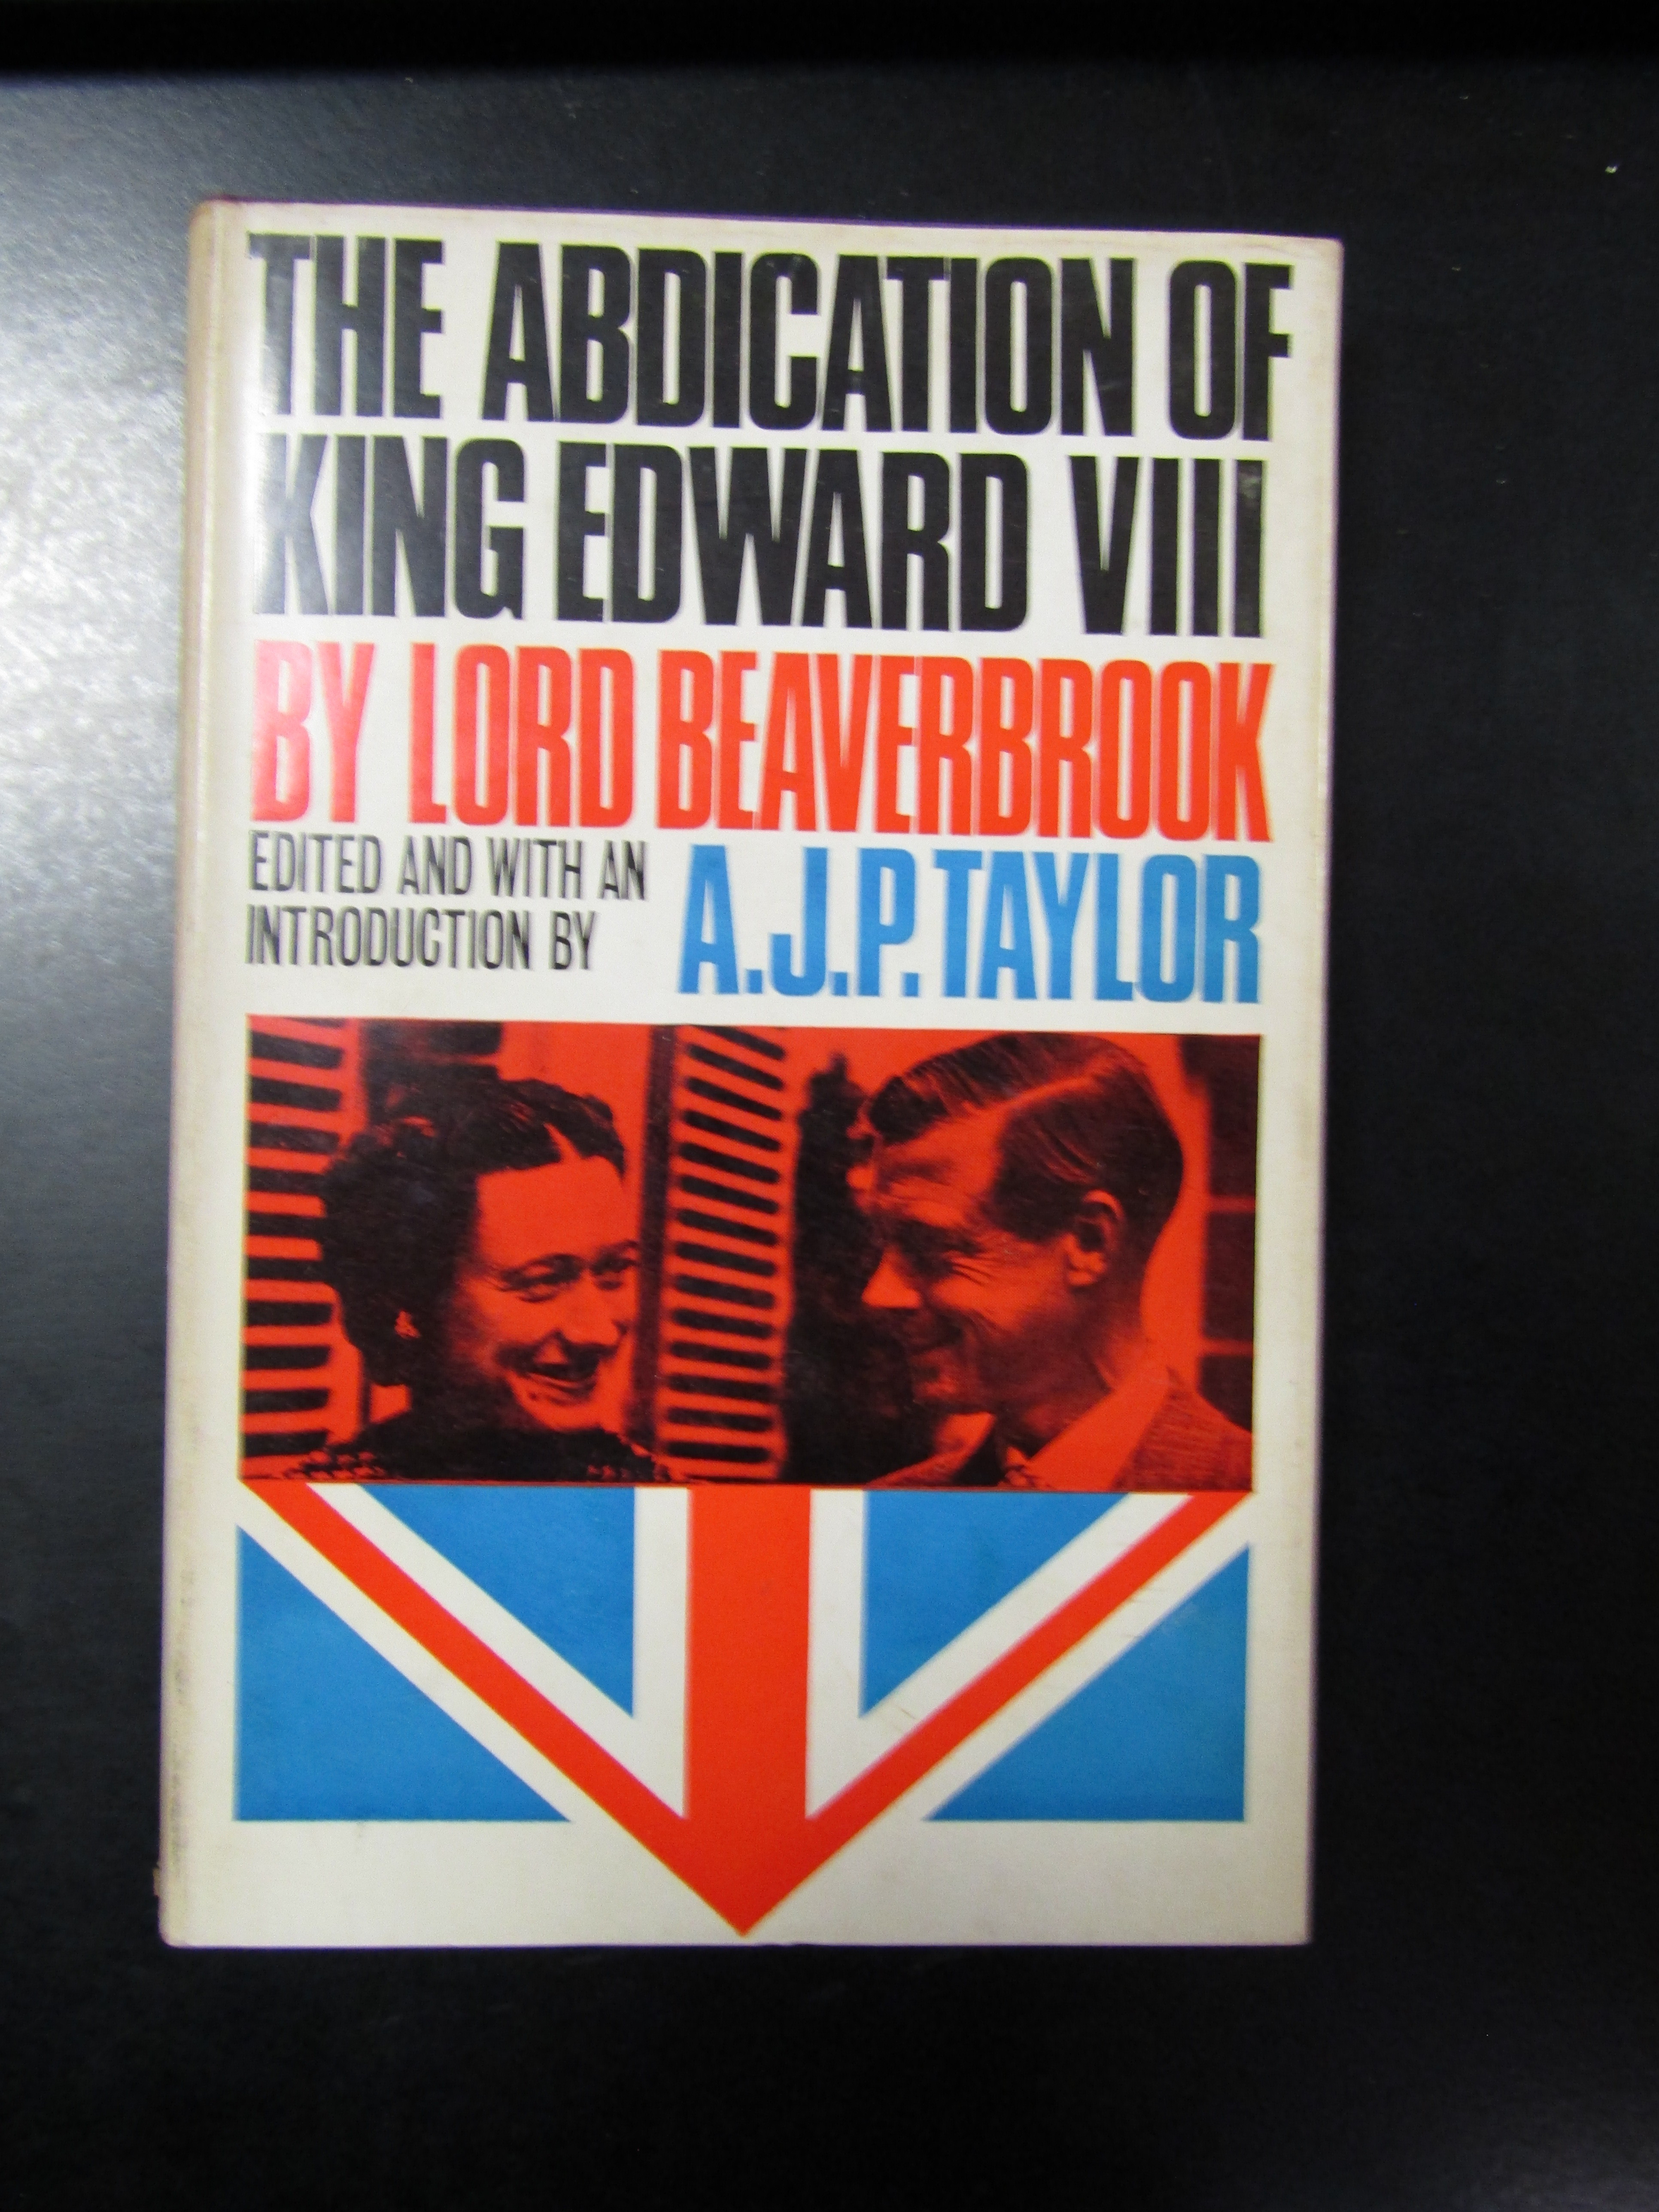 THE ABDICATION OF
KING EDWARD VIII
BY LORD BEAVERBROOK
EDITED AND WITH AN
INTRODUCTION BY
A.J.P. TAYLOR